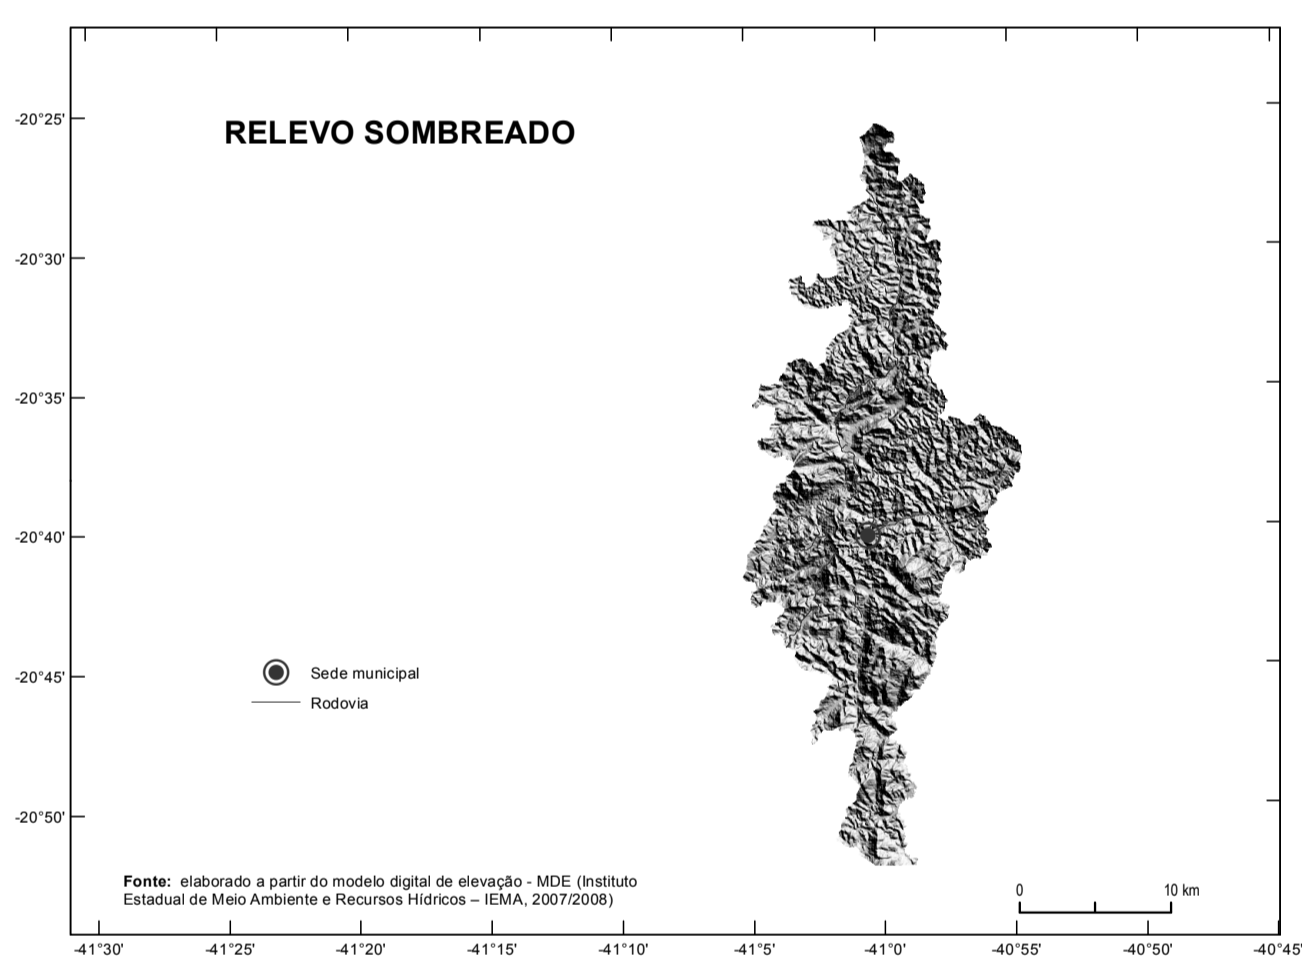 RELEVO SOMBREADO
-20°25'
-20°30'
-20°35'
-20°40'
-20°45'
-20°50'
Sede municipal
Rodovia
Fonte: elaborado a partir do modelo digital de elevação - MDE (Instituto
Estadual de Meio Ambiente e Recursos Hídricos – IEMA, 2007/2008)
0 10 km
-41°30' -41°25' -41°20' -41°15' -41°10' -41°5' -41°0' -40°55' -40°50' -40°45'